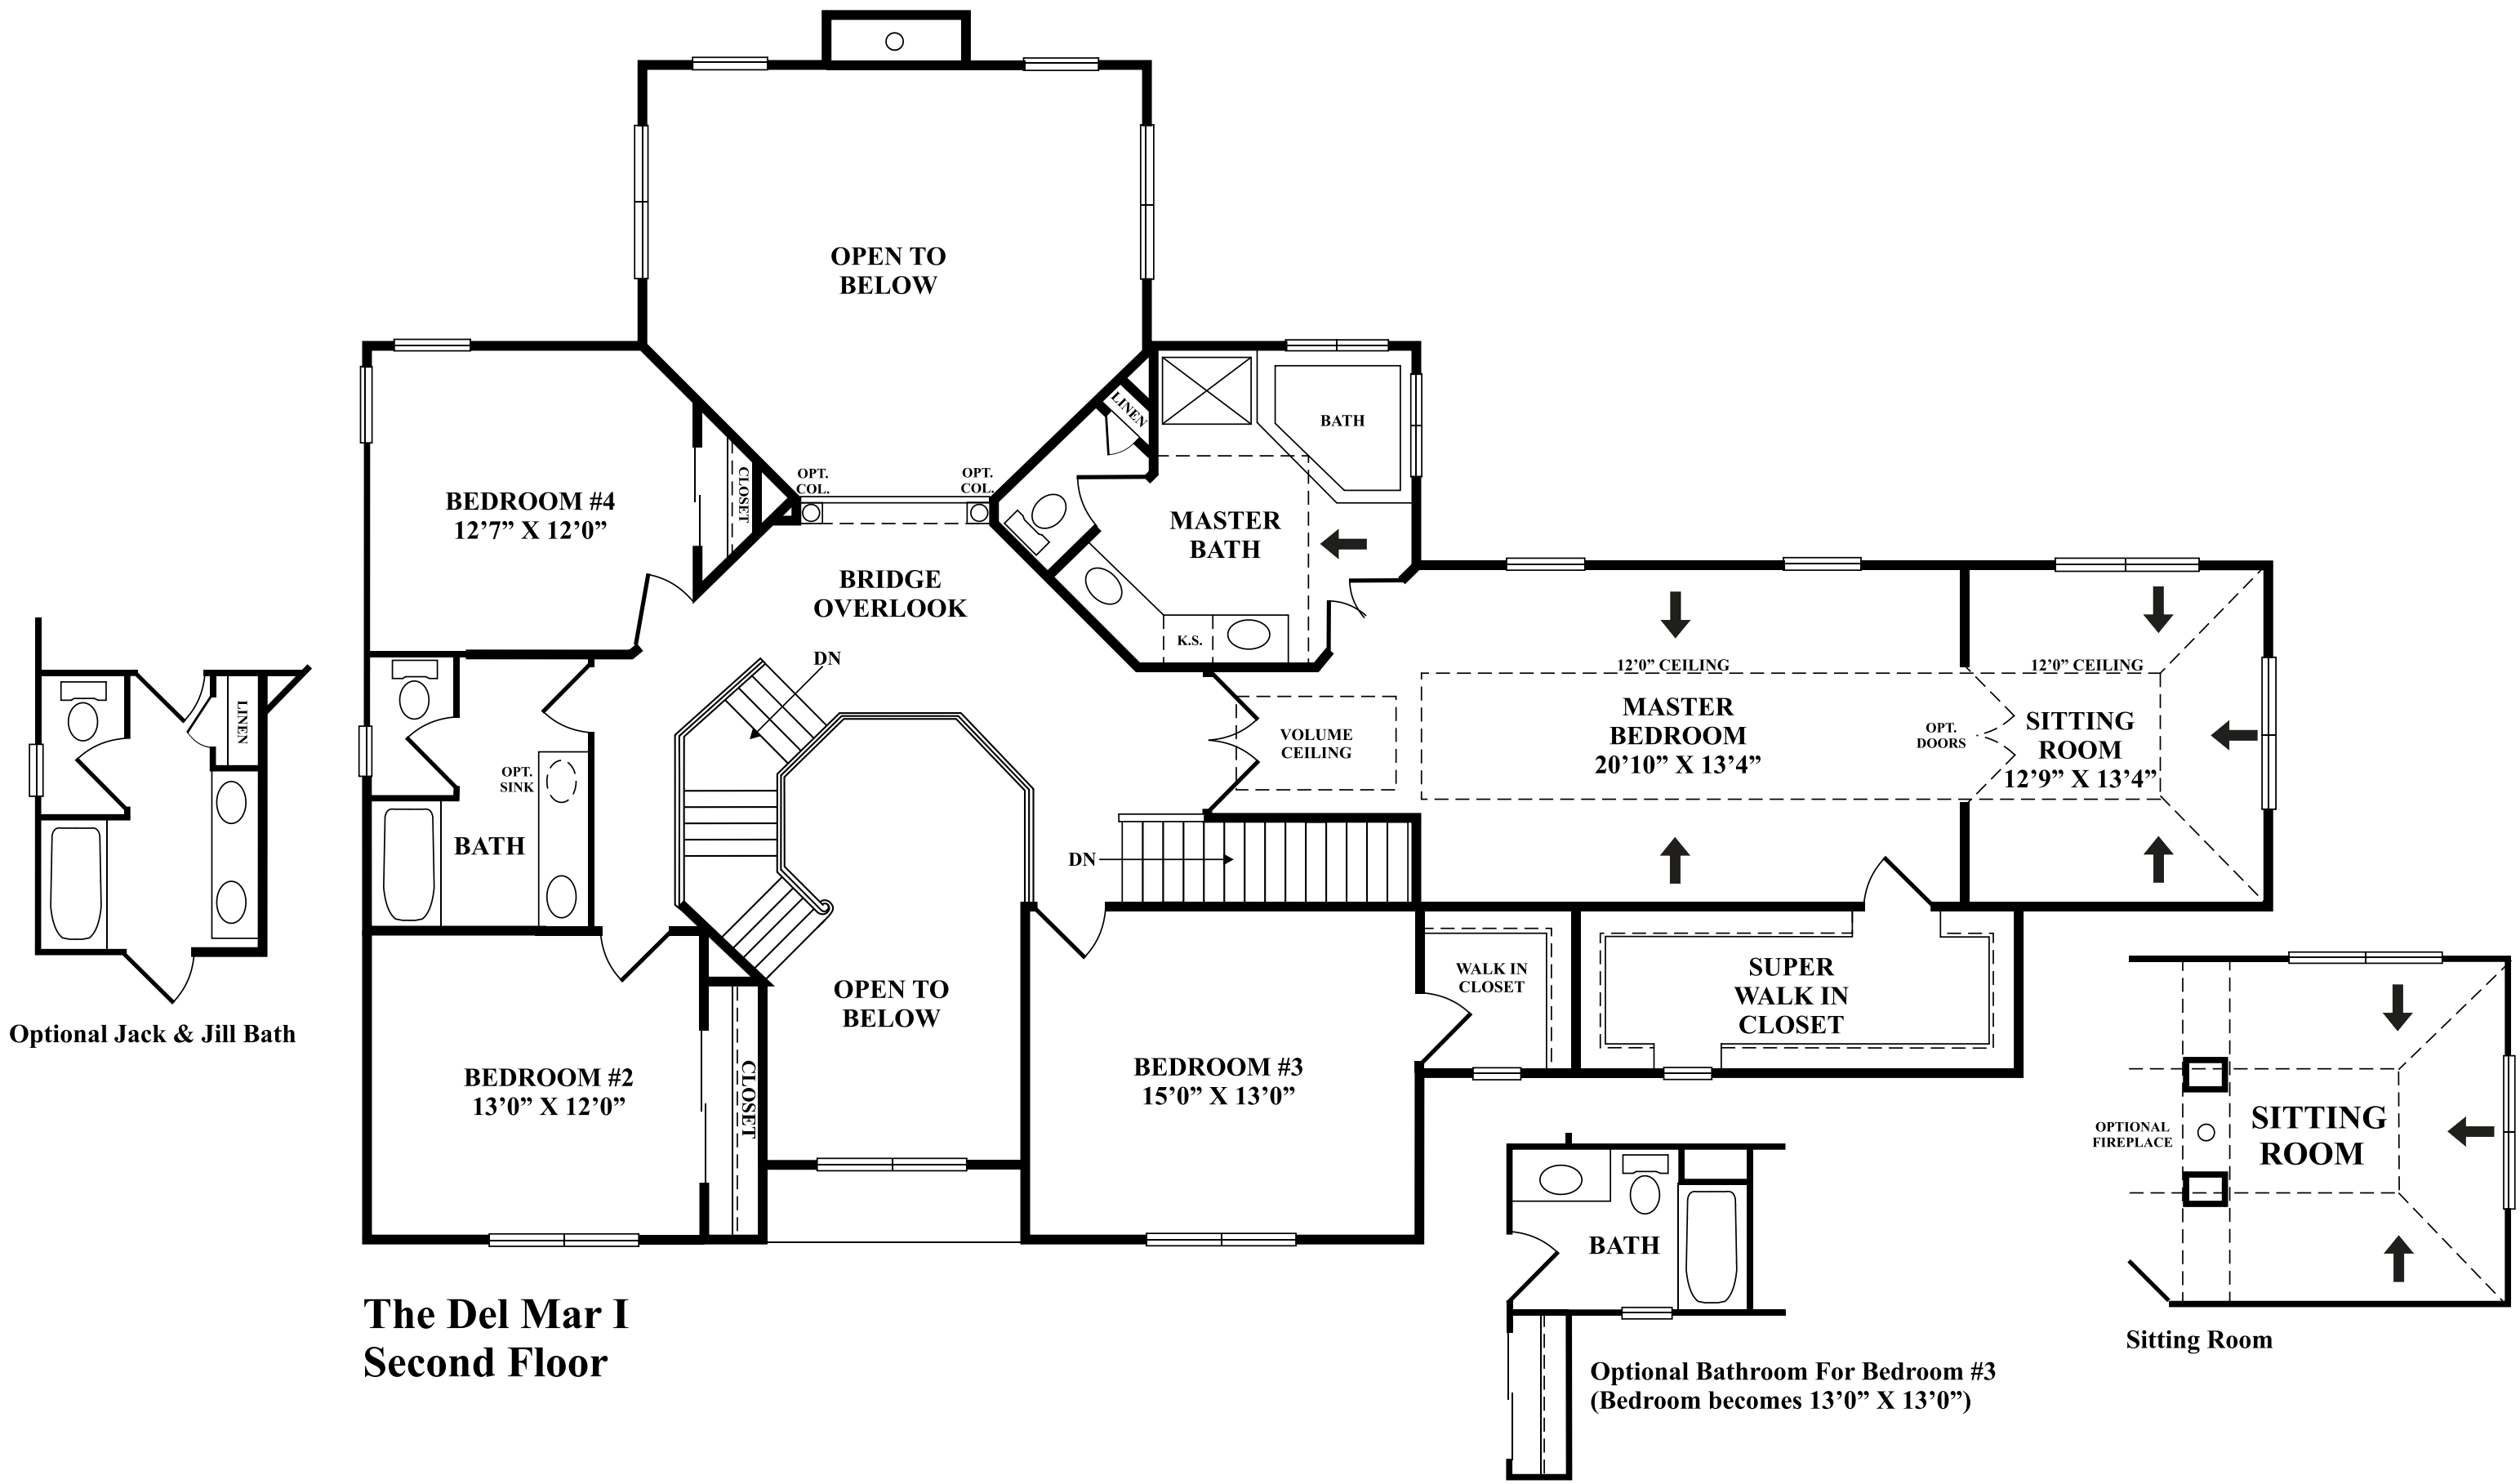 OPEN TO
BELOW
LINEN
BATH
OPT.
COL.
OPT.
COL.
CLOSET
BEDROOM #4
12’7” X 12’0”
MASTER
BATH
BRIDGE
OVERLOOK
K.S.
DN
12’0” CEILING
12’0” CEILING
MASTER
BEDROOM
20’10” X 13’4”
VOLUME
CEILING
OPT.
DOORS
SITTING
ROOM
12’9” X 13’4”
LINEN
OPT.
SINK
BATH
DN
OPEN TO
BELOW
WALK IN
CLOSET
SUPER
WALK IN
CLOSET
Optional Jack & Jill Bath
BEDROOM #2
13’0” X 12’0”
CLOSET
BEDROOM #3
15’0” X 13’0”
OPTIONAL
FIREPLACE
SITTING
ROOM
BATH
The Del Mar I
Second Floor
Sitting Room
Optional Bathroom For Bedroom #3
(Bedroom becomes 13’0” X 13’0”)